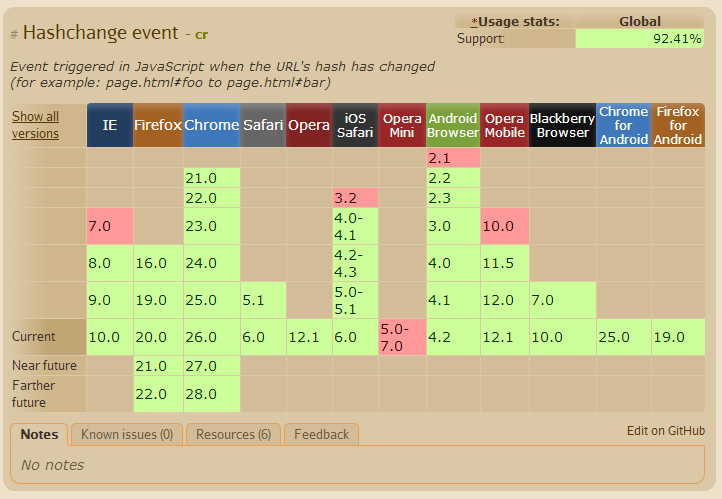 # Hashchange event - cr
*Usage stats: Global
Support: 92.41%
Event triggered in JavaScript when the URL's hash has changed
(for example: page.html#foo to page.html#bar)
Show all versions IE Firefox Chrome Safari Opera iOS Safari Opera Mini Android Browser Opera Mobile Blackberry Browser Chrome for Android Firefox for Android
2.1
21.0 2.2
22.0 3.2 2.3
7.0 23.0 4.0-4.1 3.0 10.0
8.0 16.0 24.0 4.2-4.3 4.0 11.5
9.0 19.0 25.0 5.1 5.0-5.1 4.1 12.0 7.0
Current 10.0 20.0 26.0 6.0 12.1 6.0 5.0-7.0 4.2 12.1 10.0 25.0 19.0
Near future 21.0 27.0
Farther future 22.0 28.0
Notes Known issues (0) Resources (6) Feedback Edit on GitHub
No notes